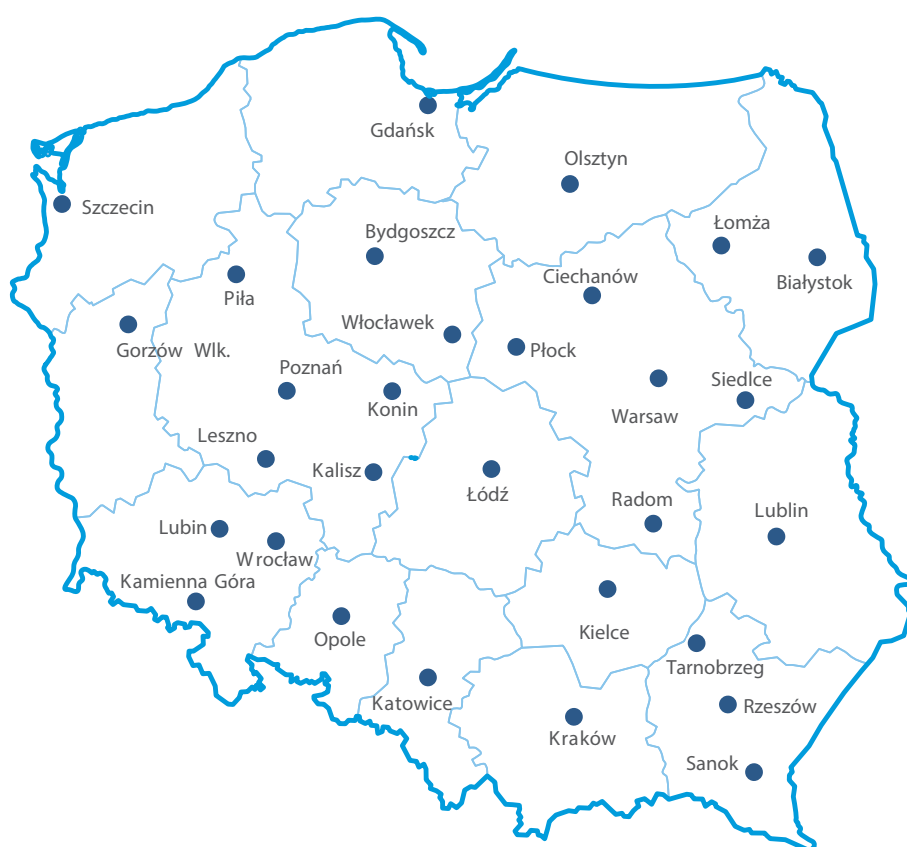 Gdańsk
Olsztyn
Szczecin
Łomża
Bydgoszcz
Ciechanów
Białystok
Piła
Włocławek
Gorzów Wlk.
Płock
Poznań
Siedlce
Konin
Warsaw
Leszno
Kalisz
Łódź
Radom
Lublin
Lubin
Wrocław
Kamienna Góra
Opole
Kielce
Tarnobrzeg
Katowice
Rzeszów
Kraków
Sanok